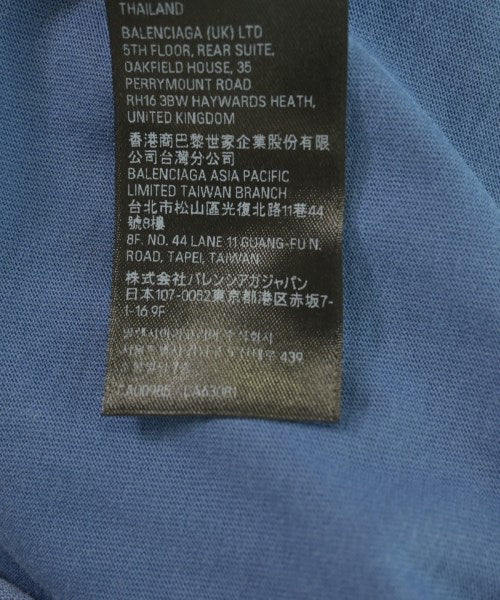 THAILAND
BALENCIAGA (UK) LTD
5TH FLOOR, REAR SUITE,
OAKFIELD HOUSE, 35
PERRYMOUNT ROAD
RH16 3BW HAYWARDS HEATH,
UNITED KINGDOM
香港商巴黎世家企業股份有限
公司台灣分公司
BALENCIAGA ASIA PACIFIC
LIMITED TAIWAN BRANCH
台北市松山區光復北路11巷44
號8樓
8F. NO. 44 LANE 11 GUANG-FU N.
ROAD, TAPEI, TAIWAN
株式会社バレンシアガジャパン
日本107-0052東京都港区赤坂7-
1-16 9F
439
CA00985 / CA63081